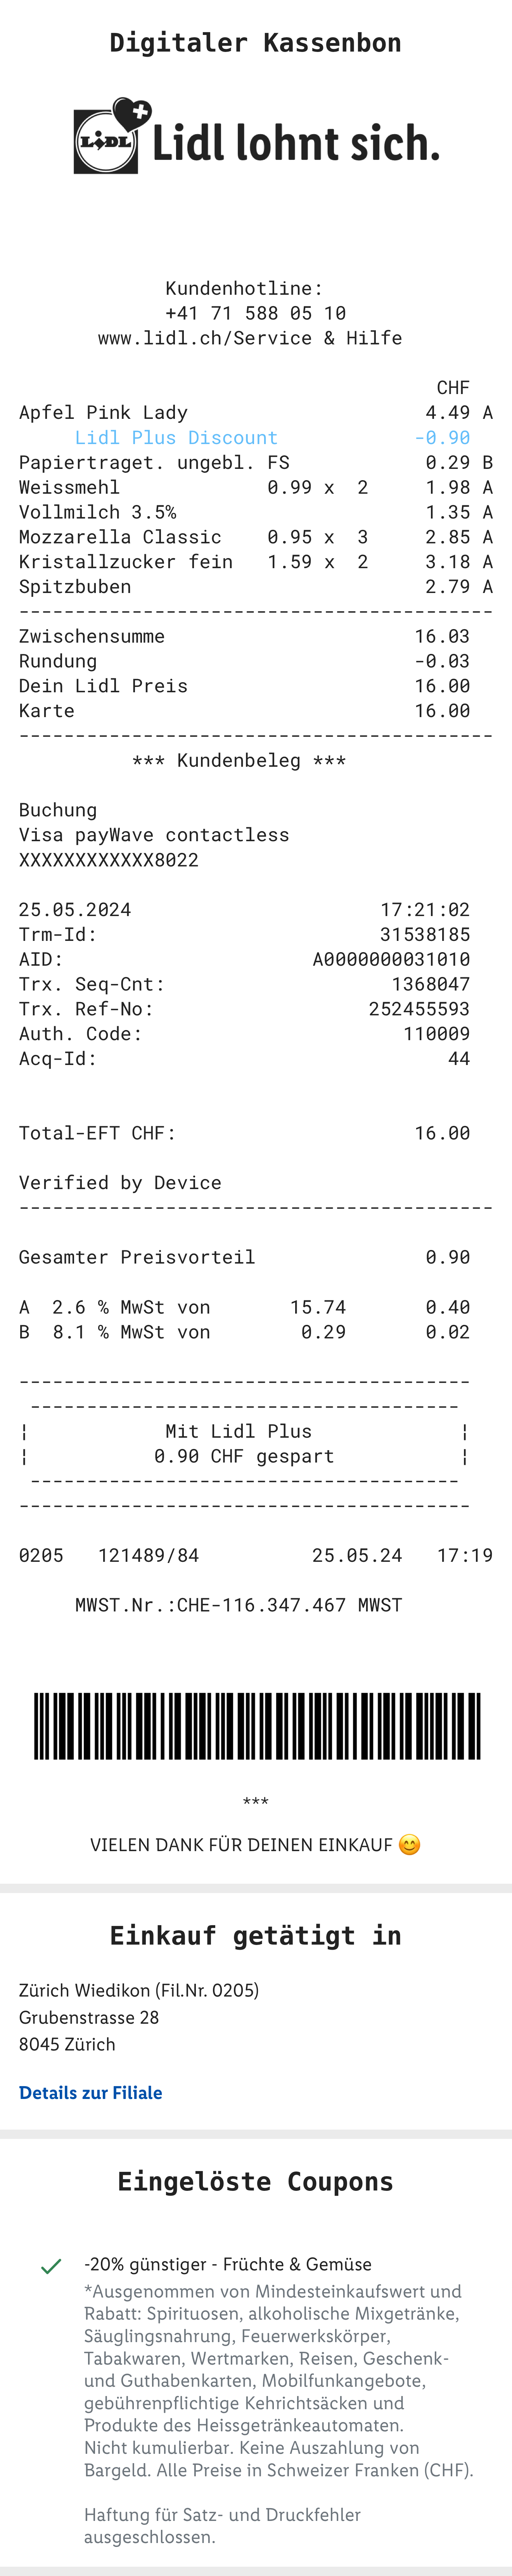 Digitaler Kassenbon
LIDL
Lidl lohnt sich.
Kundenhotline:
+41 71 588 05 10
www.lidl.ch/Service & Hilfe
CHF
Apfel Pink Lady 4.49 A
Lidl Plus Discount -0.90
Papiertraget. ungebl. FS 0.29 B
Weissmehl 0.99 x 2 1.98 A
Vollmilch 3.5% 1.35 A
Mozzarella Classic 0.95 x 3 2.85 A
Kristallzucker fein 1.59 x 2 3.18 A
Spitzbuben 2.79 A
------------------------------------------
Zwischensumme 16.03
Rundung -0.03
Dein Lidl Preis 16.00
Karte 16.00
------------------------------------------
*** Kundenbeleg ***
Buchung
Visa payWave contactless
XXXXXXXXXXXX8022
25.05.2024 17:21:02
Trm-Id: 31538185
AID: A0000000031010
Trx. Seq-Cnt: 1368047
Trx. Ref-No: 252455593
Auth. Code: 110009
Acq-Id: 44
Total-EFT CHF: 16.00
Verified by Device
------------------------------------------
Gesamter Preisvorteil 0.90
A 2.6 % MwSt von 15.74 0.40
B 8.1 % MwSt von 0.29 0.02
----------------------------------------
--------------------------------------
¦ Mit Lidl Plus ¦
¦ 0.90 CHF gespart ¦
--------------------------------------
----------------------------------------
0205 121489/84 25.05.24 17:19
MWST.Nr.:CHE-116.347.467 MWST
***
VIELEN DANK FÜR DEINEN EINKAUF 😊
Einkauf getätigt in
Zürich Wiedikon (Fil.Nr. 0205)
Grubenstrasse 28
8045 Zürich
Details zur Filiale
Eingelöste Coupons
-20% günstiger - Früchte & Gemüse
*Ausgenommen von Mindesteinkaufswert und
Rabatt: Spirituosen, alkoholische Mixgetränke,
Säuglingsnahrung, Feuerwerkskörper,
Tabakwaren, Wertmarken, Reisen, Geschenk-
und Guthabenkarten, Mobilfunkangebote,
gebührenpflichtige Kehrichtsäcken und
Produkte des Heissgetränkeautomaten.
Nicht kumulierbar. Keine Auszahlung von
Bargeld. Alle Preise in Schweizer Franken (CHF).
Haftung für Satz- und Druckfehler
ausgeschlossen.